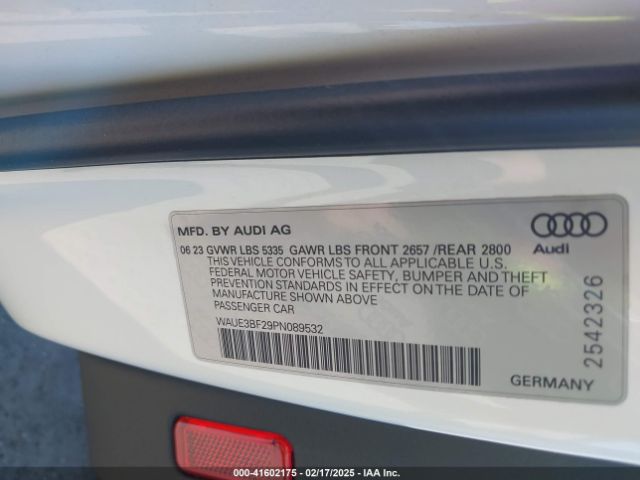 MFD. BY AUDI AG
06 23 GVWR LBS 5335 GAWR LBS FRONT 2657 /REAR 2800
THIS VEHICLE CONFORMS TO ALL APPLICABLE U.S.
FEDERAL MOTOR VEHICLE SAFETY, BUMPER AND THEFT
PREVENTION STANDARDS IN EFFECT ON THE DATE OF
MANUFACTURE SHOWN ABOVE
PASSENGER CAR
WAUE3BF29PN089532
Audi
2542326
GERMANY
000-41602175 - 02/17/2025 - IAA Inc.